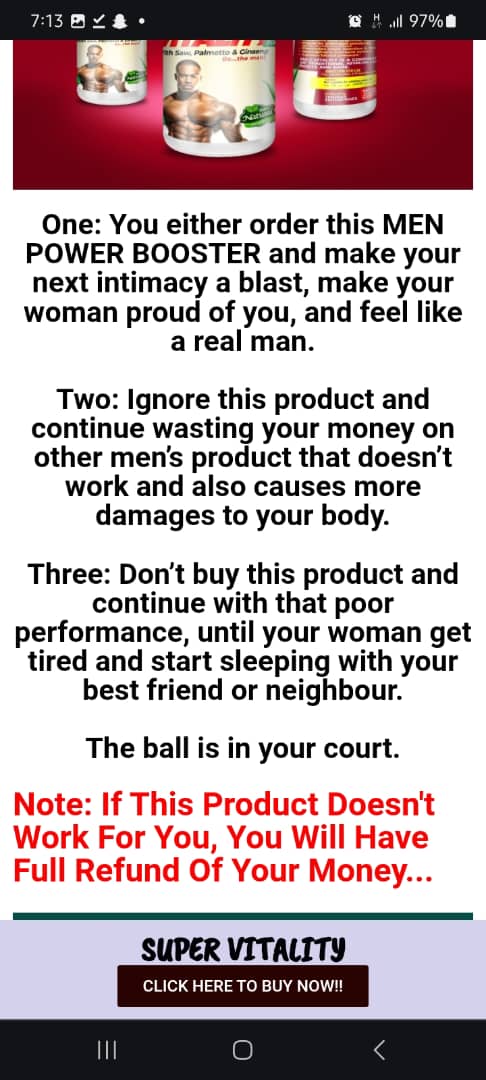 7:13
97%
Saw, Palmetto & Ginseng
One: You either order this MEN
POWER BOOSTER and make your
next intimacy a blast, make your
woman proud of you, and feel like
a real man.
Two: Ignore this product and
continue wasting your money on
other men's product that doesn't
work and also causes more
damages to your body.
Three: Don't buy this product and
continue with that poor
performance, until your woman get
tired and start sleeping with your
best friend or neighbour.
The ball is in your court.
Note: If This Product Doesn't
Work For You, You Will Have
Full Refund Of Your Money...
SUPER VITALITY
CLICK HERE TO BUY NOW!!